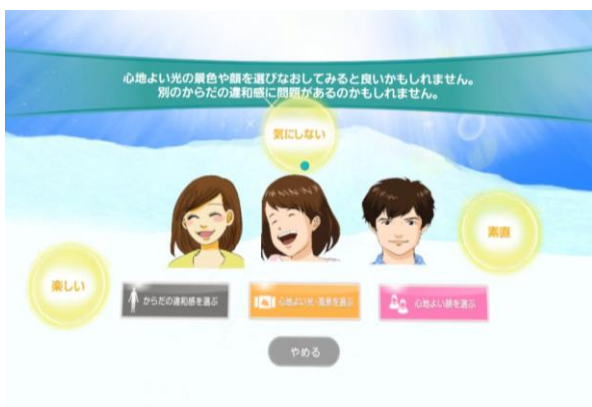 心地よい光の景色や顔を選びなおしてみると良いかもしれません。
別のからだの違和感に問題があるのかもしれません。
気にしない
素直
楽しい
からだの違和感を選ぶ
心地よい光・風景を選ぶ
心地よい顔を選ぶ
やめる